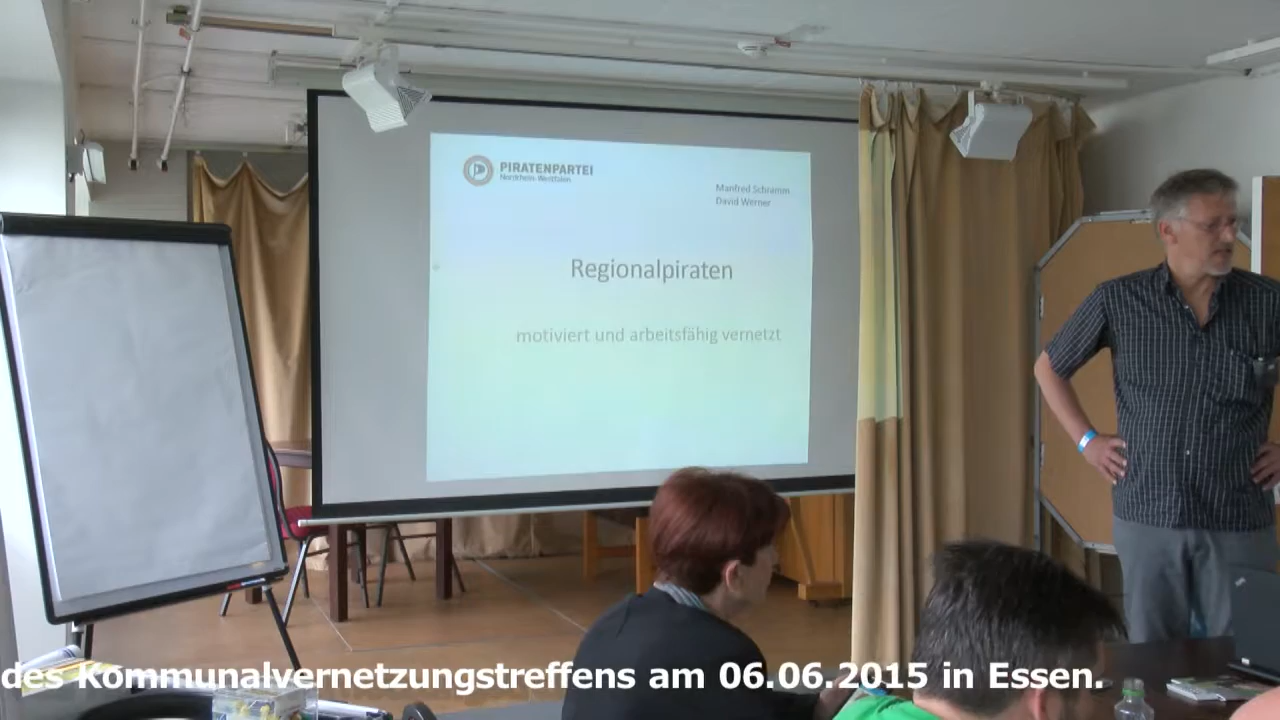 PIRATENPARTEI
Nordrhein-Westfalen
Manfred Schramm
David Werner
Regionalpiraten
motiviert und arbeitsfähig vernetzt
des Kommunalvernetzungstreffens am 06.06.2015 in Essen.